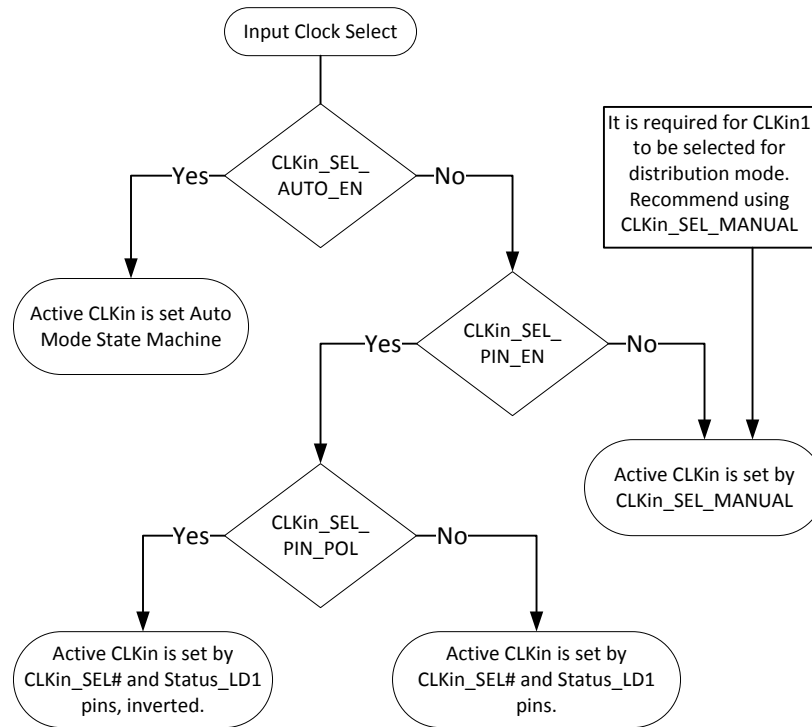 Input Clock Select
CLKin_SEL_
AUTO_EN
Yes
No
It is required for CLKin1
to be selected for
distribution mode.
Recommend using
CLKin_SEL_MANUAL
Active CLKin is set Auto
Mode State Machine
CLKin_SEL_
PIN_EN
Yes
No
Active CLKin is set by
CLKin_SEL_MANUAL
CLKin_SEL_
PIN_POL
Yes
No
Active CLKin is set by
CLKin_SEL# and Status_LD1
pins, inverted.
Active CLKin is set by
CLKin_SEL# and Status_LD1
pins.